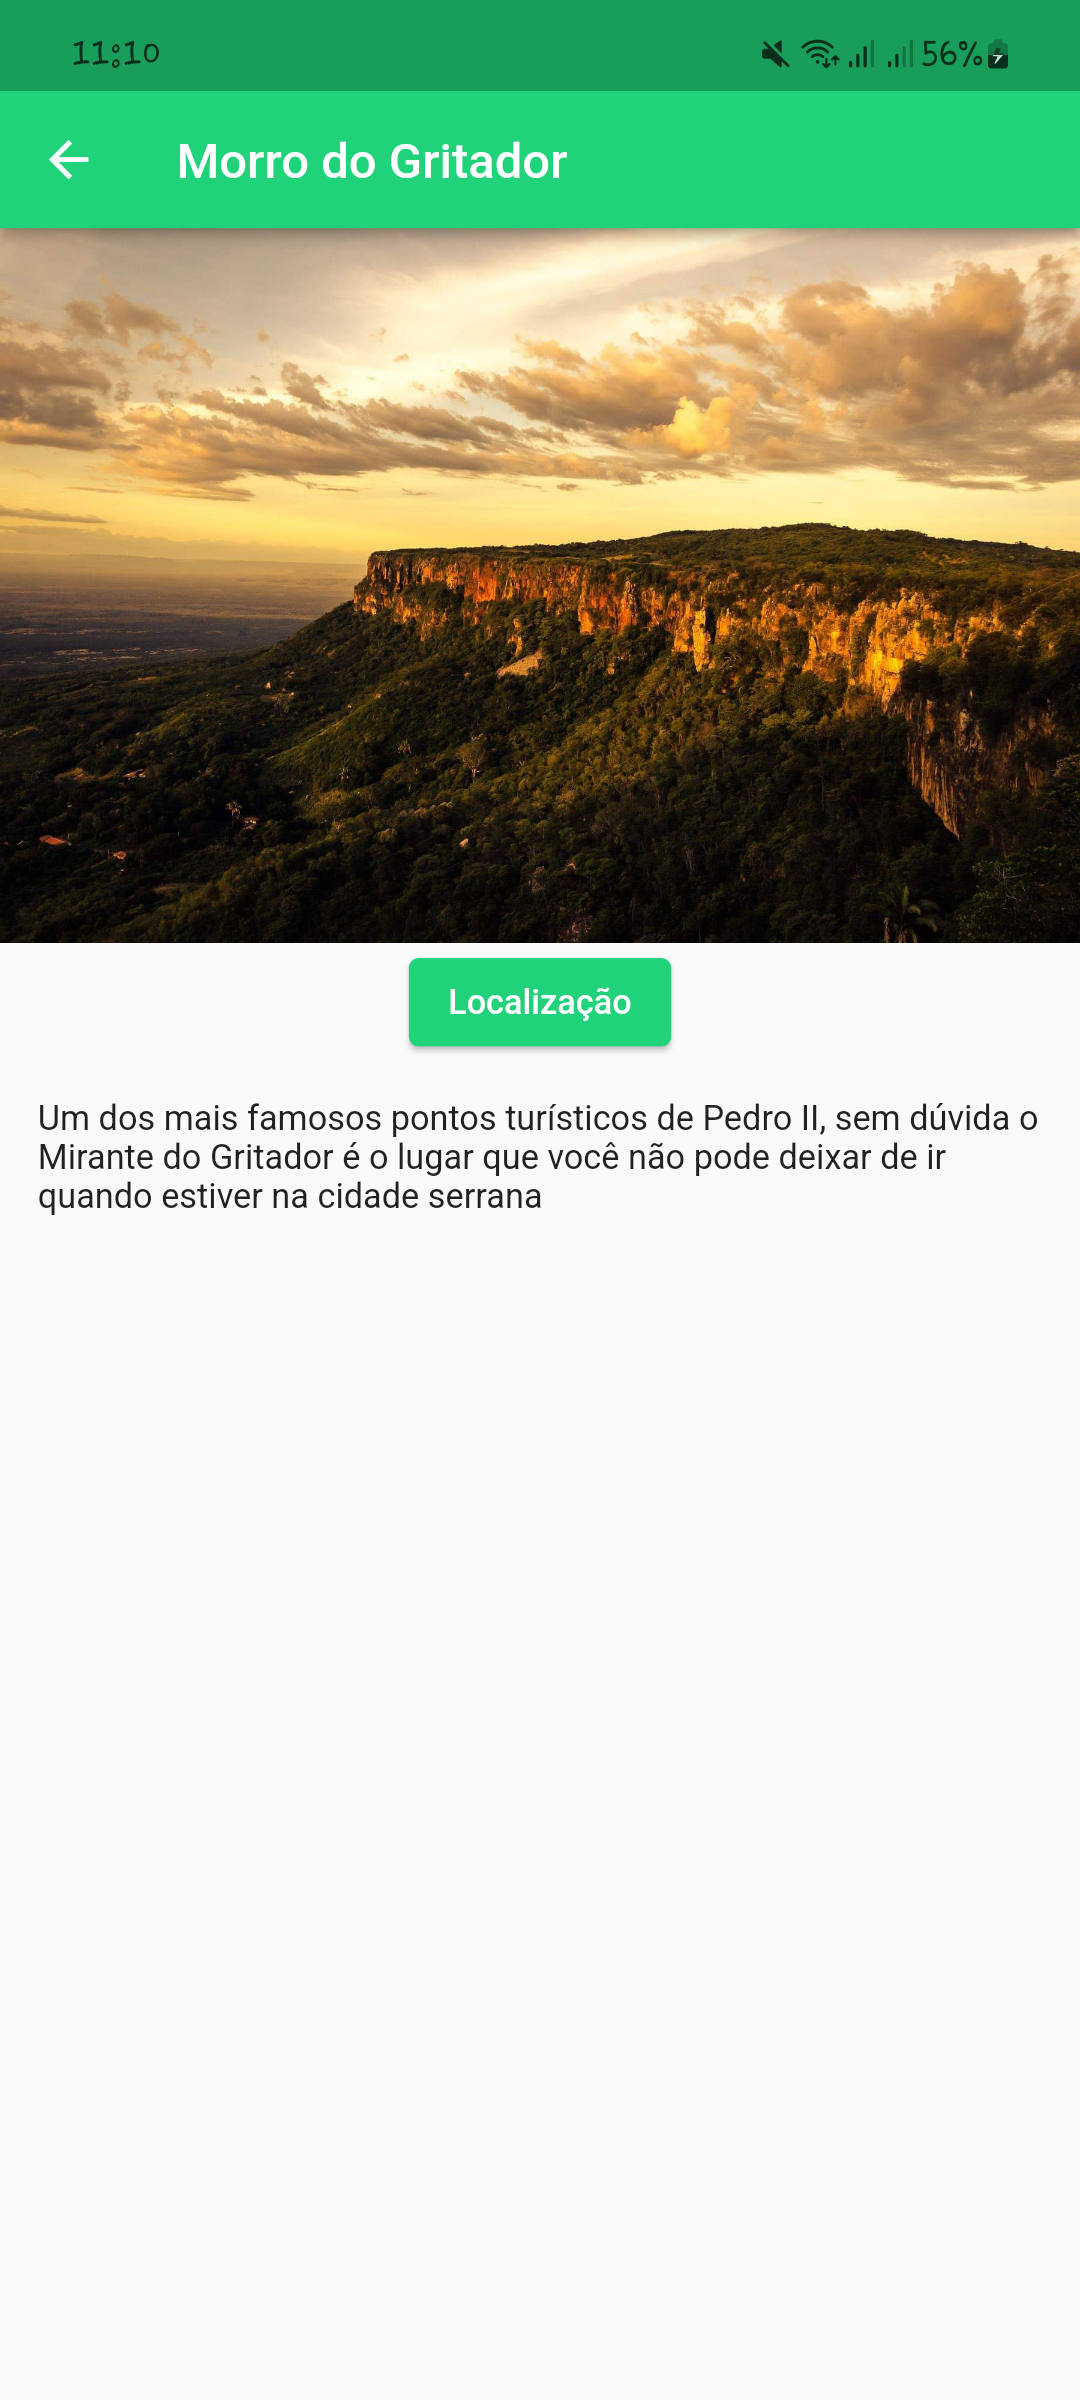 11:10 56%
Morro do Gritador
Localização
Um dos mais famosos pontos turísticos de Pedro II, sem dúvida o
Mirante do Gritador é o lugar que você não pode deixar de ir
quando estiver na cidade serrana